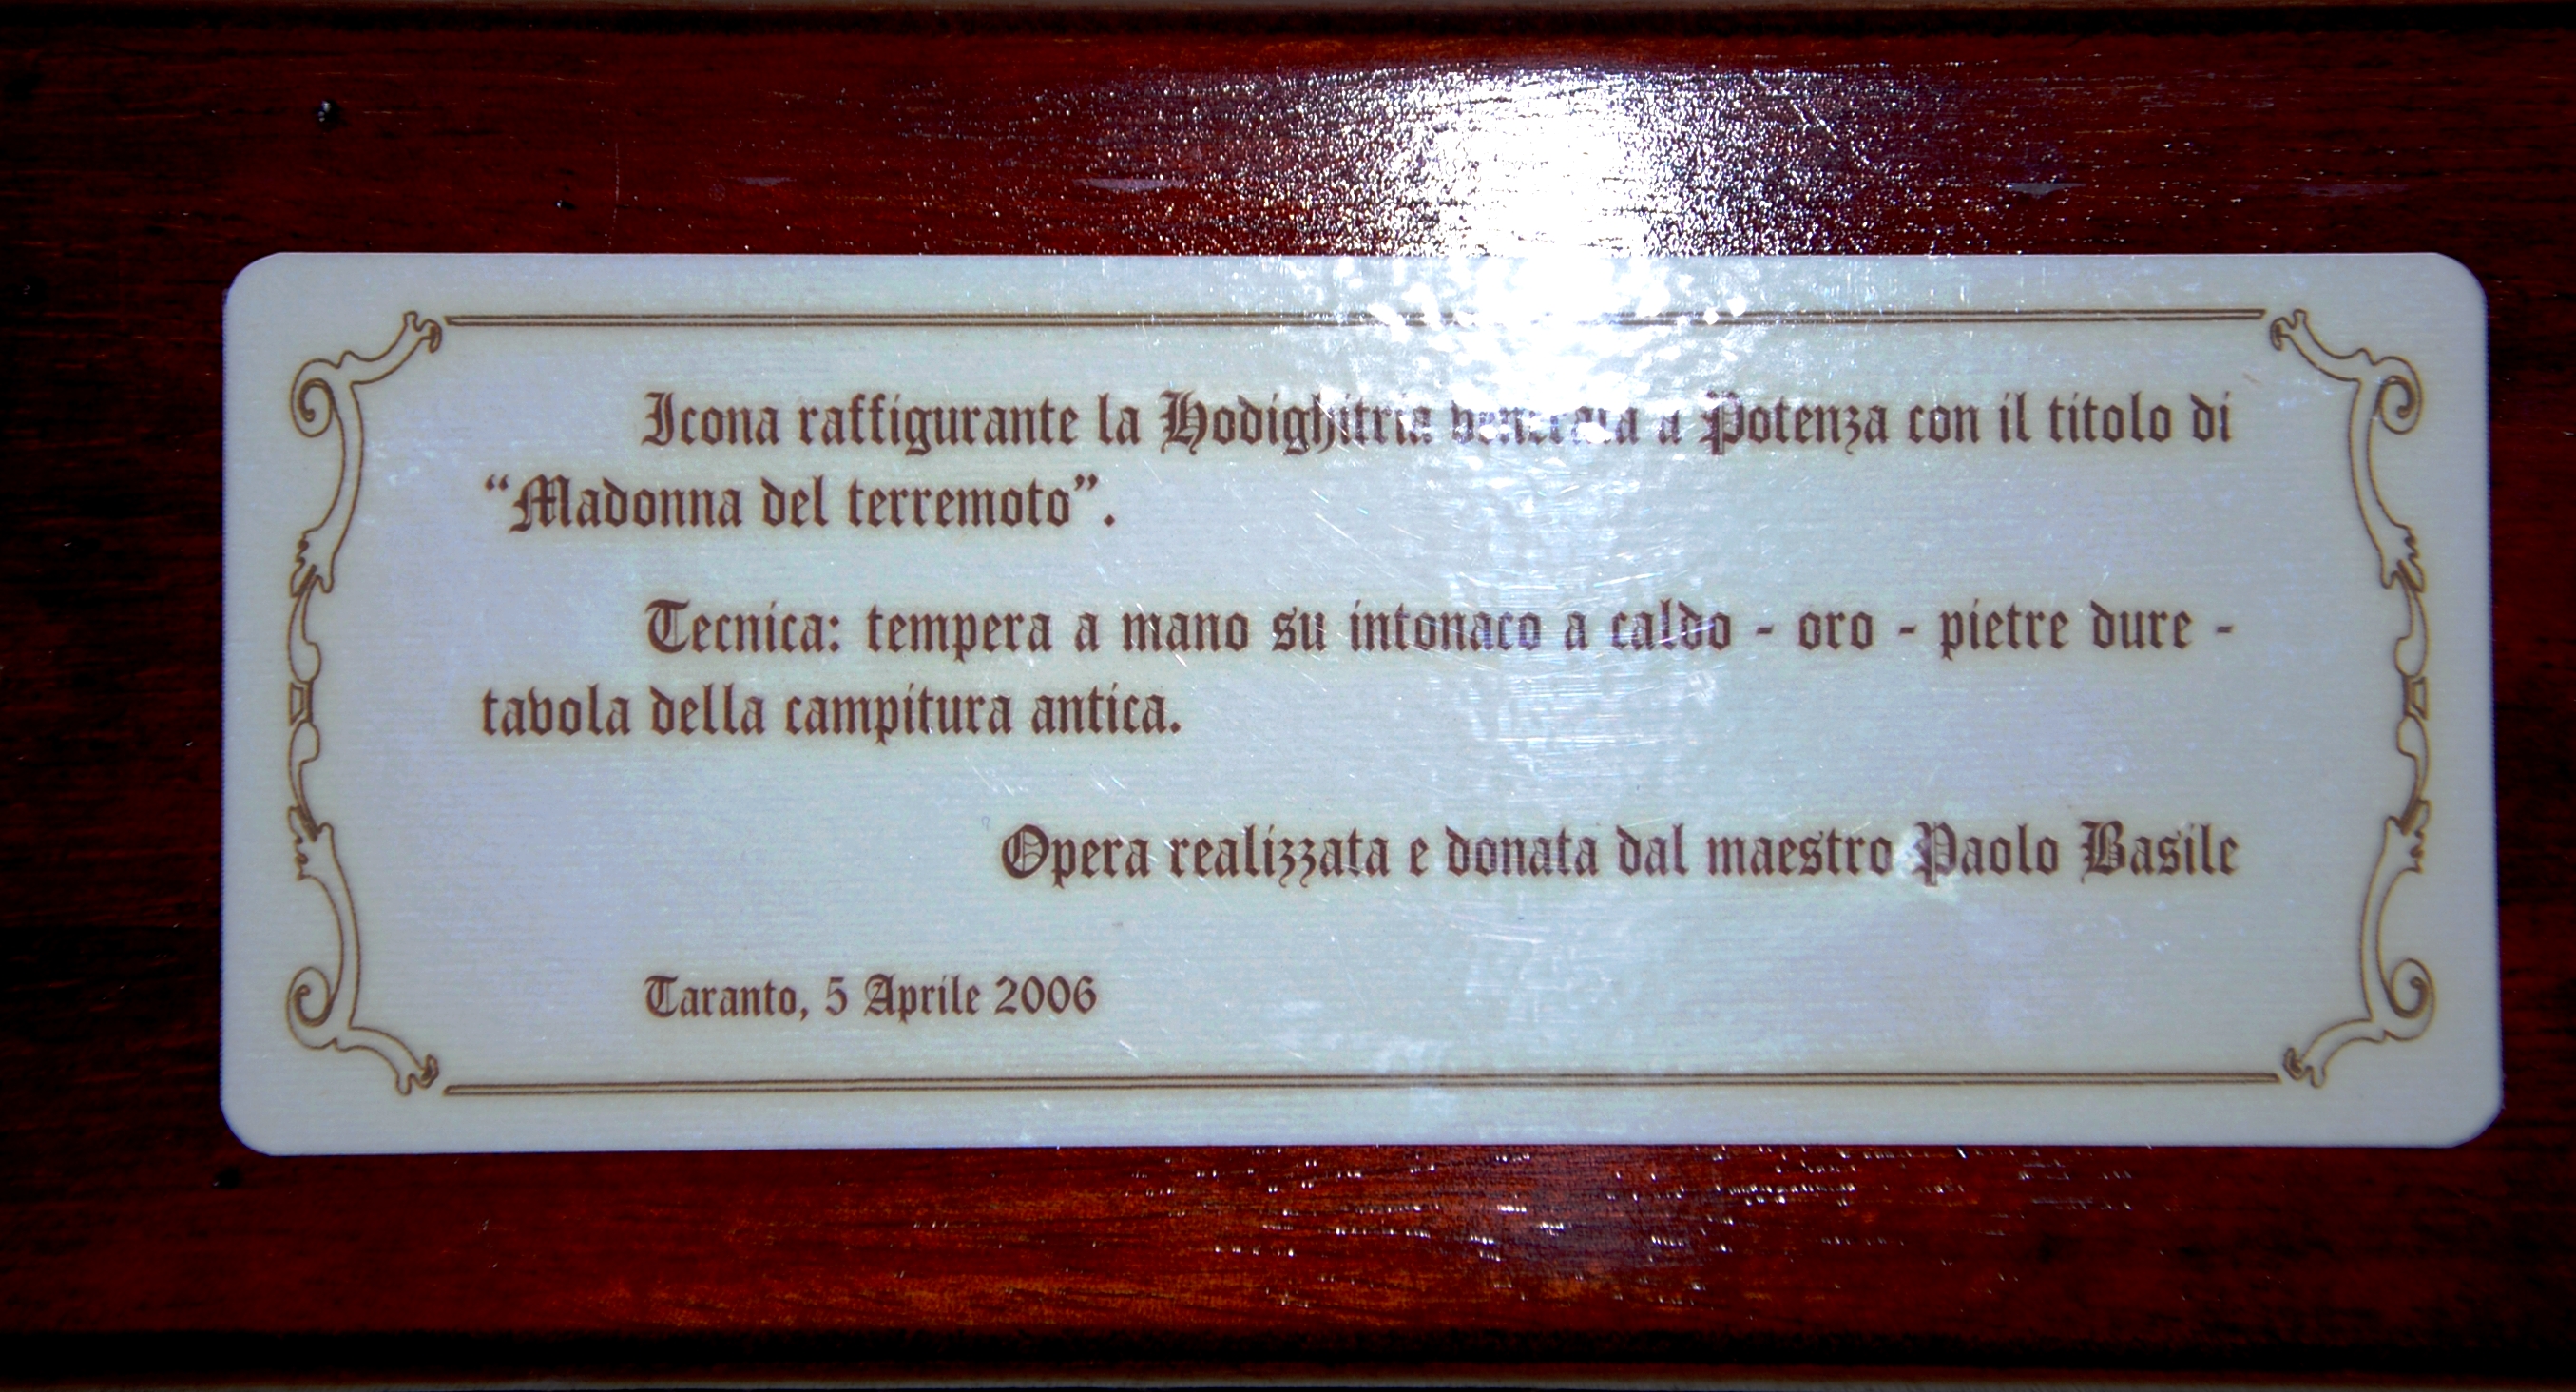 Icona raffigurante la Hodighitria venerata a Potenza con il titolo di
“Madonna del terremoto”.
Tecnica: tempera a mano su intonaco a caldo - oro - pietre dure -
tavola della campitura antica.
Opera realizzata e donata dal maestro Paolo Basile
Taranto, 5 Aprile 2006